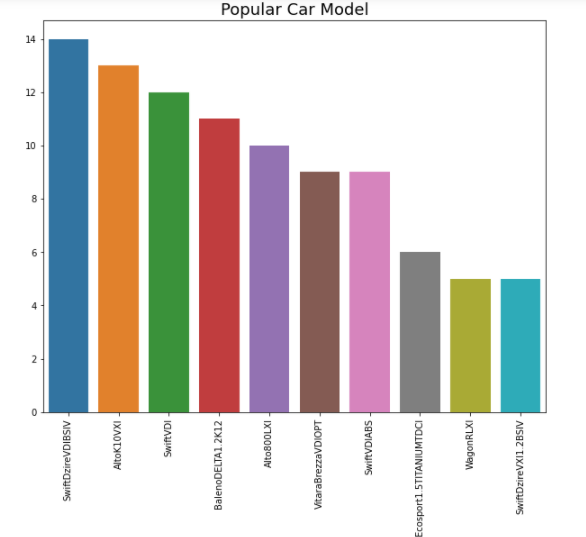 Popular Car Model
14
12
10
8
6
4
2
0
SwiftDzireVDIBSIV
AltoK10VXI
SwiftVDI
BalenoDELTA1.2K12
Alto800LXI
VitaraBrezzaVDIOPT
SwiftVDIABS
Ecosport1.5TITANIUMTDCI
WagonRLXI
SwiftDzireVXI1.2BSIV